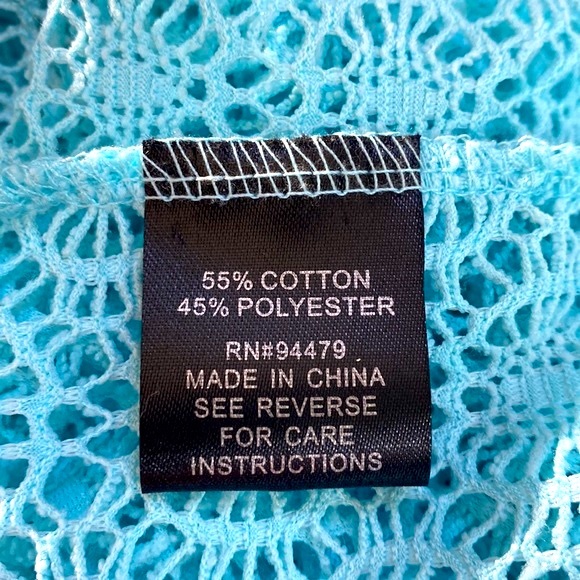 55% COTTON
45% POLYESTER
RN#94479
MADE IN CHINA
SEE REVERSE
FOR CARE
INSTRUCTIONS